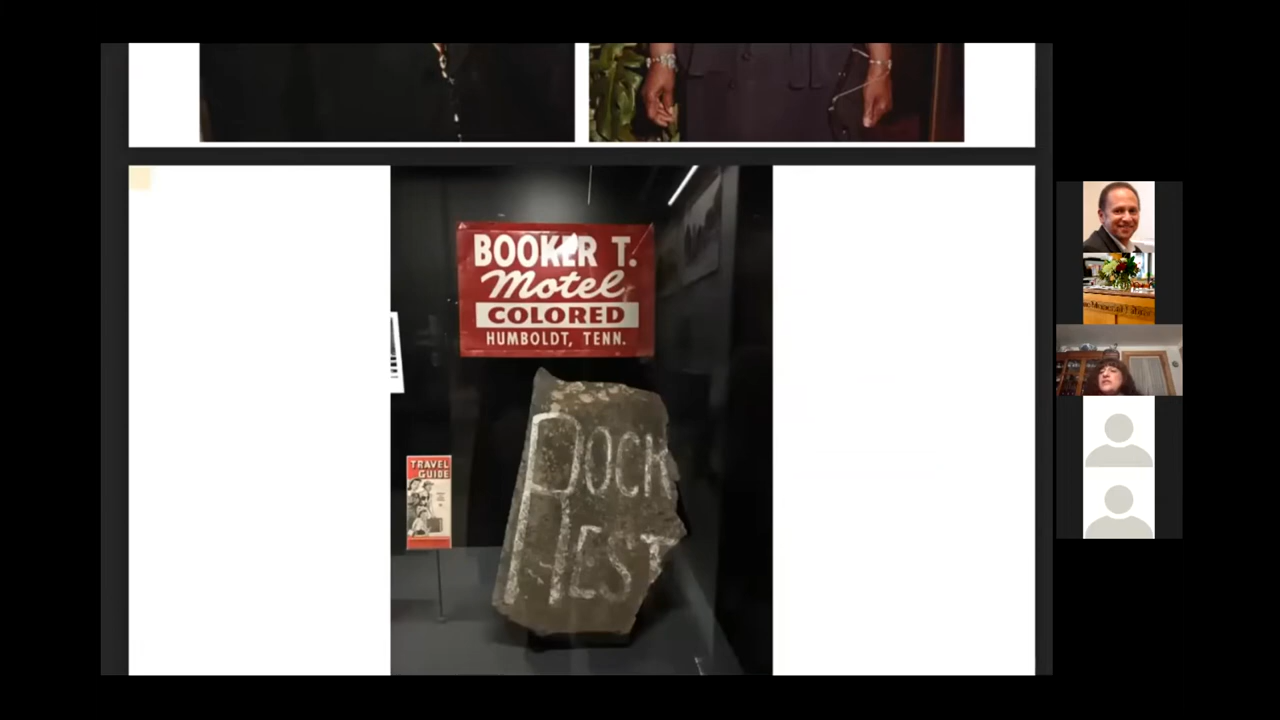 BOOKER T.
Motel
COLORED
HUMBOLDT, TENN.
TRAVEL
GUIDE
ROCK
REST